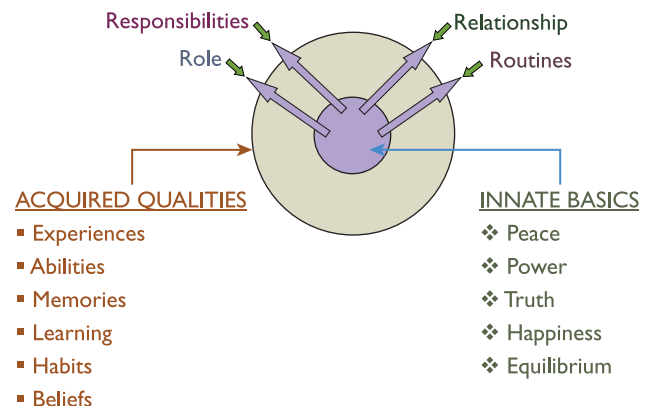 Responsibilities
Relationship
Role
Routines
ACQUIRED QUALITIES
▪ Experiences
▪ Abilities
▪ Memories
▪ Learning
▪ Habits
▪ Beliefs
INNATE BASICS
❖ Peace
❖ Power
❖ Truth
❖ Happiness
❖ Equilibrium